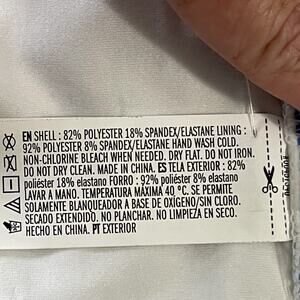 EN SHELL : 82% POLYESTER 18% SPANDEX/ELASTANE LINING :
92% POLYESTER 8% SPANDEX/ELASTANE HAND WASH COLD.
NON-CHLORINE BLEACH WHEN NEEDED. DRY FLAT. DO NOT IRON.
DO NOT DRY CLEAN. MADE IN CHINA. ES TELA EXTERIOR : 82%
poliéster 18% elastano FORRO : 92% poliéster 8% elastano
LAVAR A MANO. TEMPERATURA MÁXIMA 40 °C. SE PERMITE
SOLAMENTE BLANQUEADOR A BASE DE OXÍGENO/SIN CLORO.
SECADO EXTENDIDO. NO PLANCHAR. NO LIMPIEZA EN SECO.
HECHO EN CHINA. PT EXTERIOR